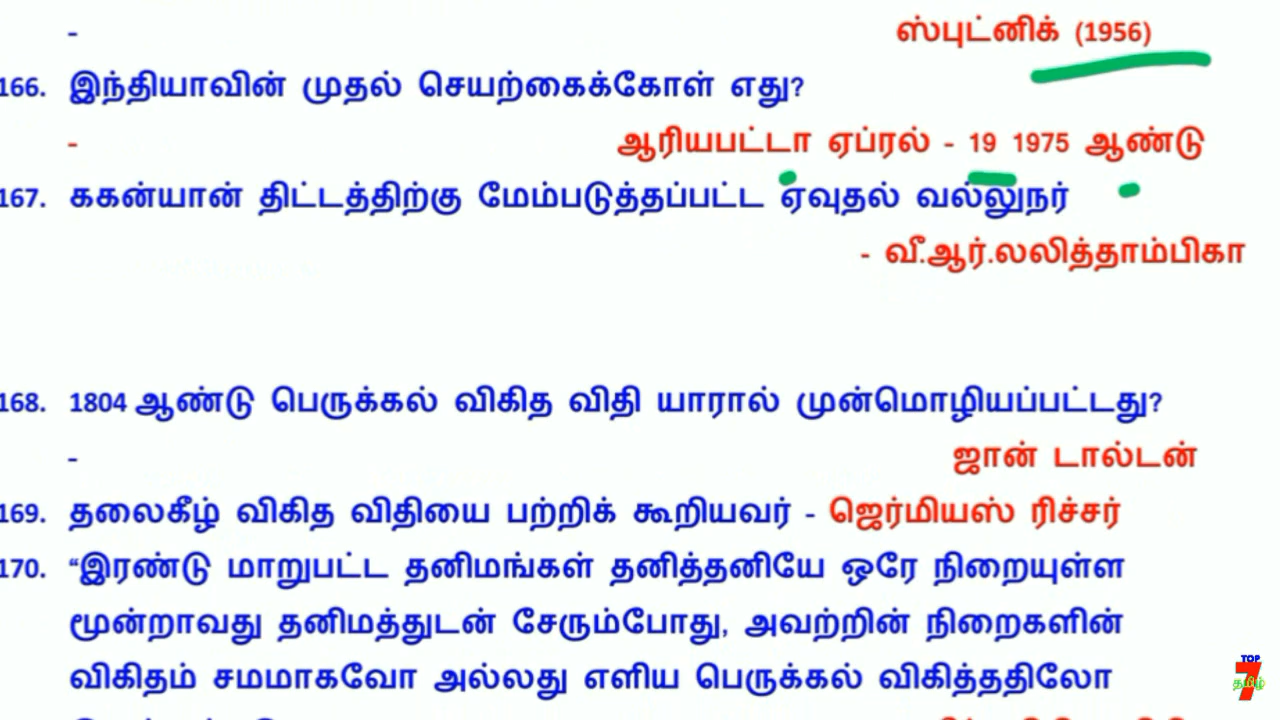 - ஸ்புட்னிக் (1956)
166. இந்தியாவின் முதல் செயற்கைக்கோள் எது?
- ஆரியபட்டா ஏப்ரல் - 19 1975 ஆண்டு
167. ககன்யான் திட்டத்திற்கு மேம்படுத்தப்பட்ட ஏவுதல் வல்லுநர்
- வீ.ஆர்.லலித்தாம்பிகா
168. 1804 ஆண்டு பெருக்கல் விகித விதி யாரால் முன்மொழியப்பட்டது?
- ஜான் டால்டன்
169. தலைகீழ் விகித விதியை பற்றிக் கூறியவர் - ஜெர்மியஸ் ரிச்சர்
170. “இரண்டு மாறுபட்ட தனிமங்கள் தனித்தனியே ஒரே நிறையுள்ள
மூன்றாவது தனிமத்துடன் சேரும்போது, அவற்றின் நிறைகளின்
விகிதம் சமமாகவோ அல்லது எளிய பெருக்கல் விகித்ததிலோ
TOP
7
தமிழ்